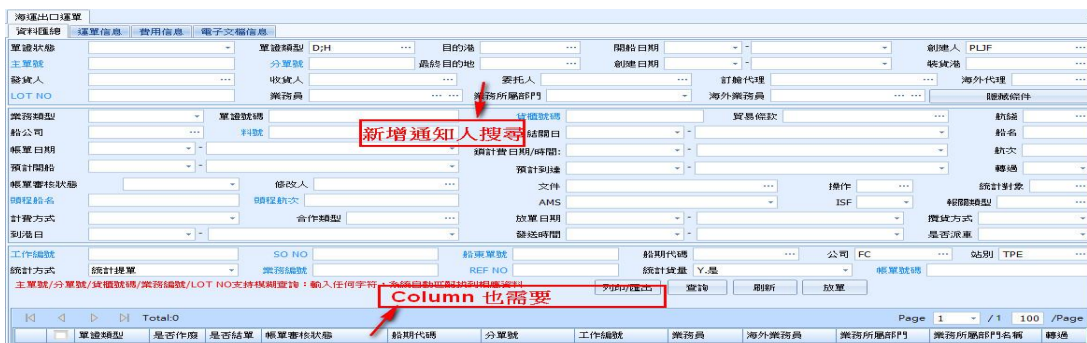 海運出口運單
資料匯總 運單信息 費用信息 電子文檔信息
單證狀態 單證類型 D;H 目的港 開船日期 - 創建人 PLJF
主單號 分單號 最終目的地 創建日期 - 裝貨港
發貨人 收貨人 委托人 訂艙代理 海外代理
LOT NO 業務員 業務所屬部門 海外業務員 隱藏條件
業務類型 單證號碼 貨櫃號碼 貿易條款 航綫
船公司 料號 新增通知人搜尋 結關日 - 船名
帳單日期 - 鎖計費日期/時間: - 航次
預計開船 - 預計到達 - 轉過
帳單審核狀態 修改人 文件 操作 統計對象
頭程船名 頭程航次 AMS ISF 報關類型
計費方式 合作類型 放單日期 - 攬貨方式
到港日 - 發送時間 - 是否派車
工作編號 SO NO 船東單號 船期代碼 公司 FC 站別 TPE
統計方式 統計提單 業務編號 REF NO 統計貨量 Y.是 帳單號碼
主單號/分單號/貨櫃號碼/業務編號/LOT NO支持模糊查詢：輸入任何字符，系統自動匹配找到相應資料 列印/匯出 查詢 刷新 放單
Column 也需要
Total:0 Page 1 / 1 100 /Page
單證類型 是否作廢 是否結單 帳單審核狀態 船期代碼 分單號 工作編號 業務員 海外業務員 業務所屬部門 業務所屬部門名稱 轉過